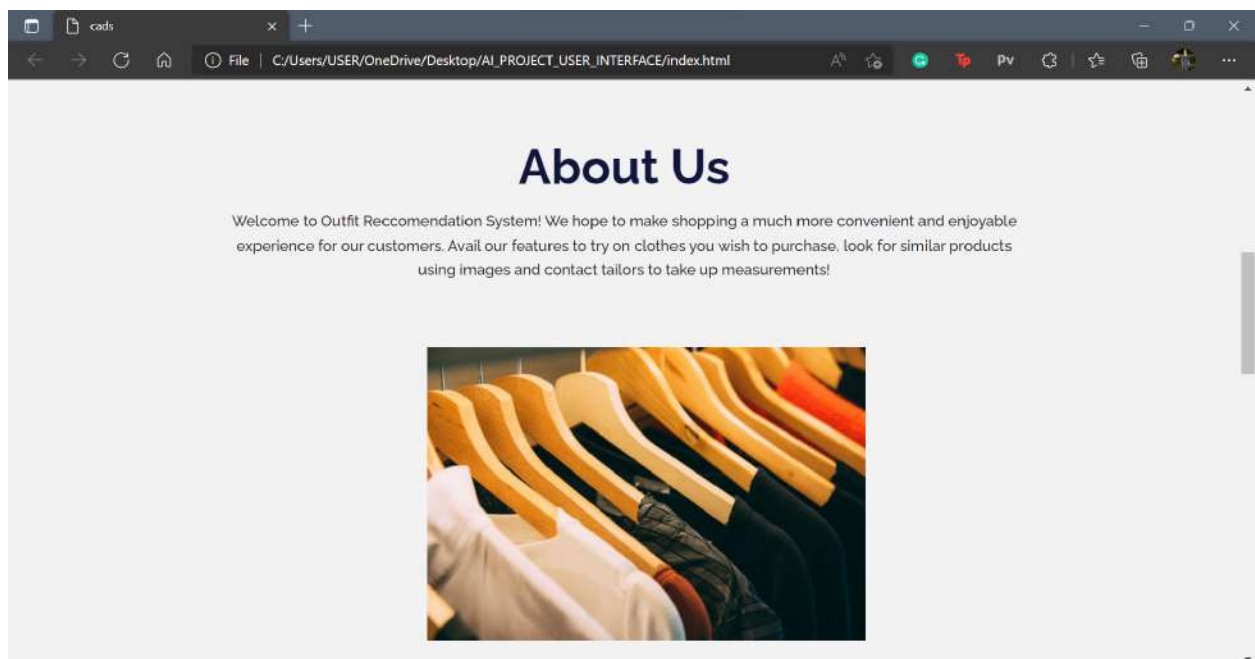 cads
File | C:/Users/USER/OneDrive/Desktop/AI_PROJECT_USER_INTERFACE/index.html
Tp
PV
About Us
Welcome to Outfit Reccomendation System! We hope to make shopping a much more convenient and enjoyable
experience for our customers. Avail our features to try on clothes you wish to purchase, look for similar products
using images and contact tailors to take up measurements!